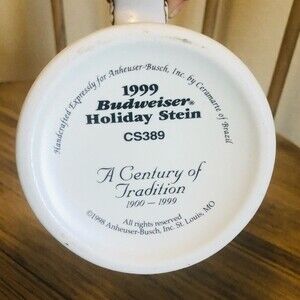 Handcrafted Expressly for Anheuser-Busch, Inc. by Ceramarte of Brazil
1999
Budweiser®
Holiday Stein
CS389
A Century of
Tradition
1900 — 1999
All rights reserved
©1998 Anheuser-Busch, Inc. St. Louis, MO